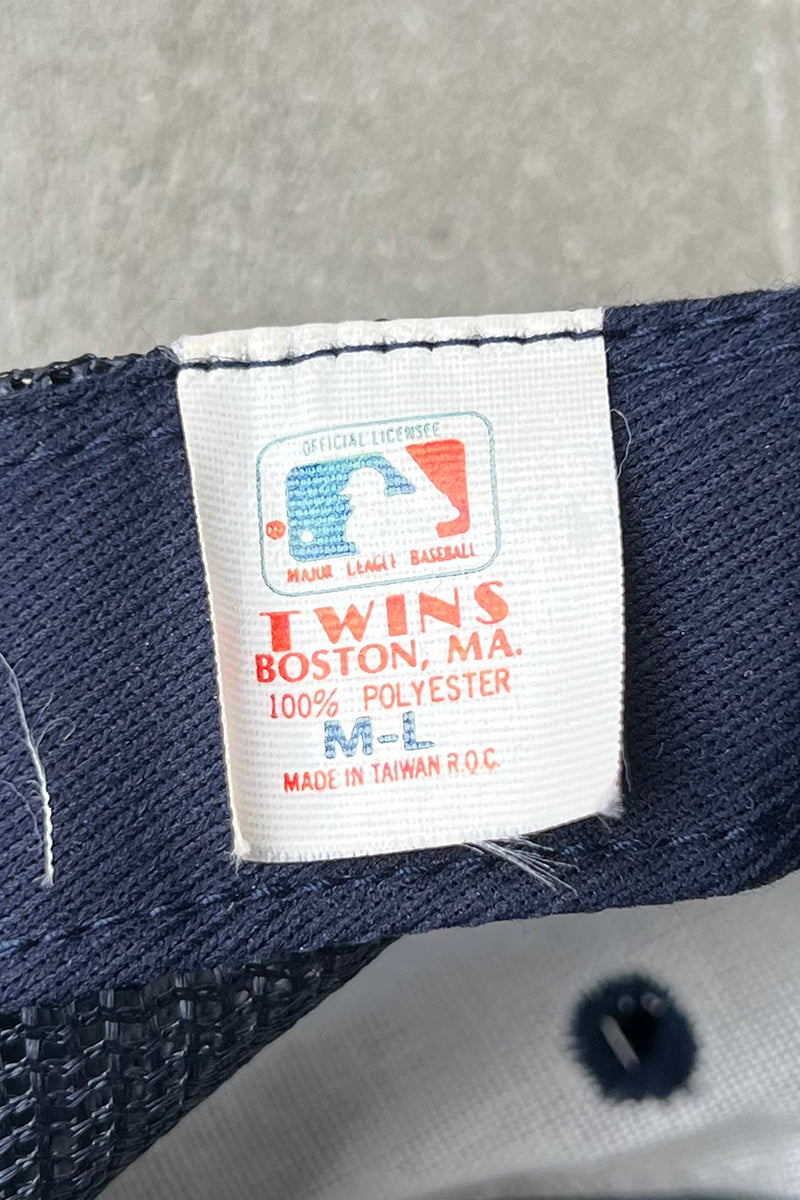 OFFICIAL LICENSEE
MAJOR LEAGUE BASEBALL
TWINS
BOSTON, MA.
100% POLYESTER
M-L
MADE IN TAIWAN R.O.C.